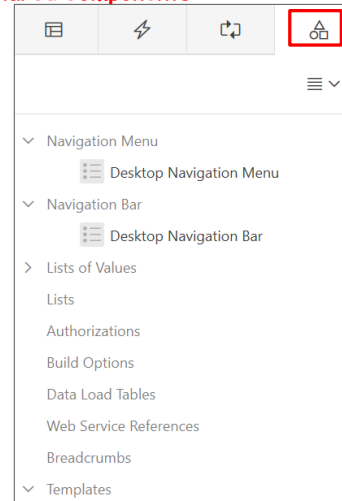 Navigation Menu
Desktop Navigation Menu
Navigation Bar
Desktop Navigation Bar
Lists of Values
Lists
Authorizations
Build Options
Data Load Tables
Web Service References
Breadcrumbs
Templates